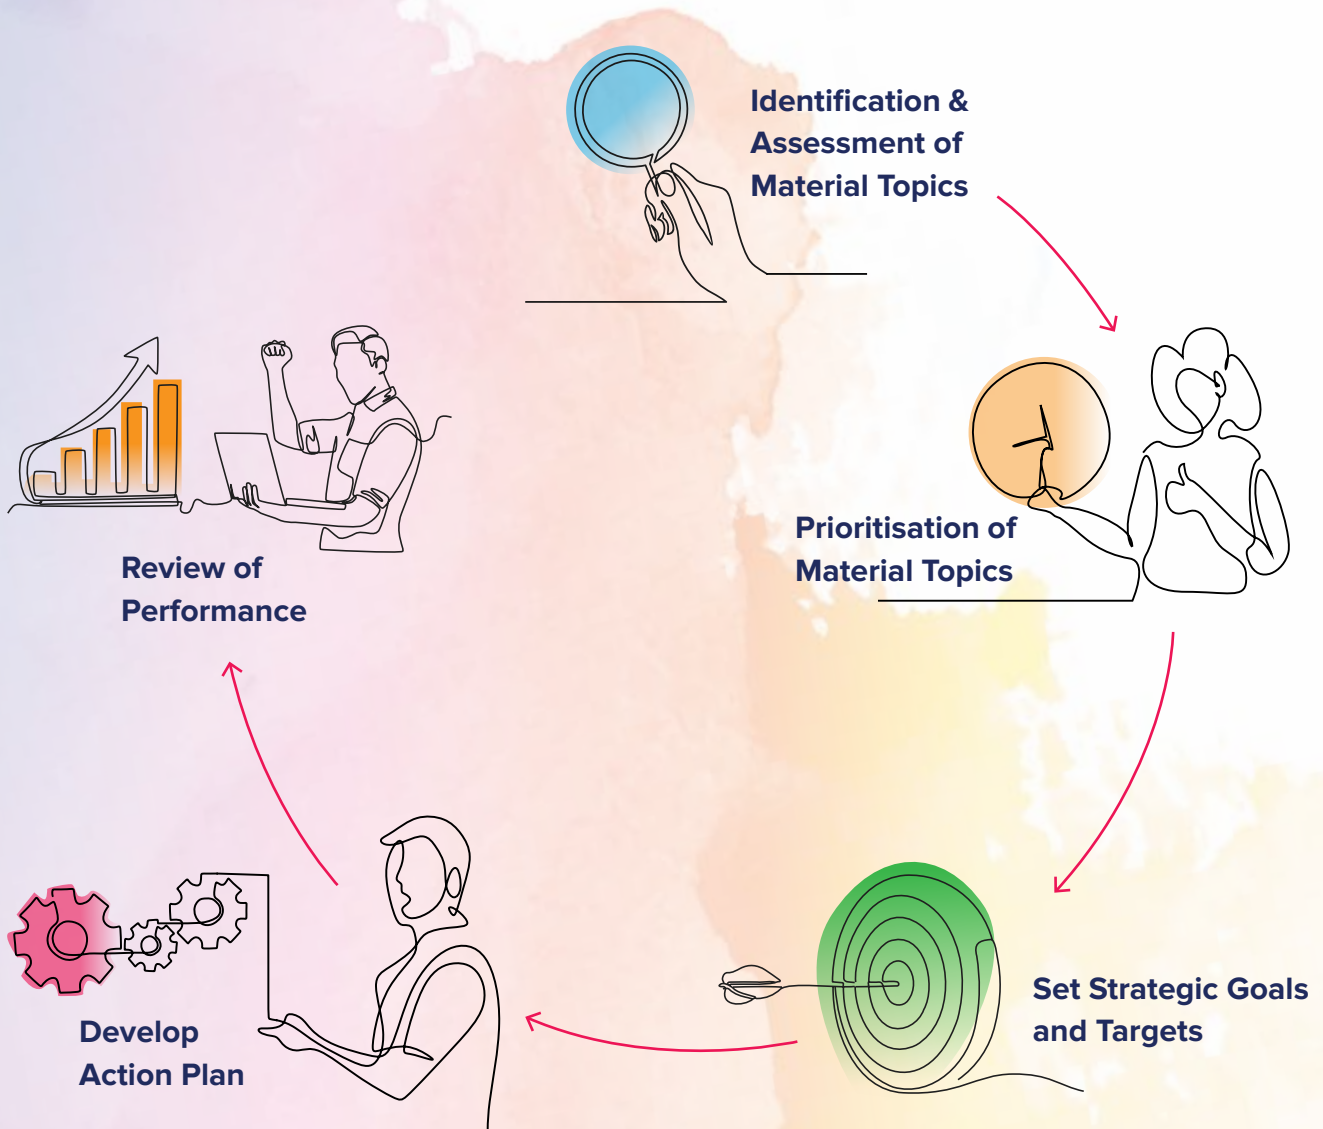 Identification &
Assessment of
Material Topics
Prioritisation of
Material Topics
Set Strategic Goals
and Targets
Develop
Action Plan
Review of
Performance